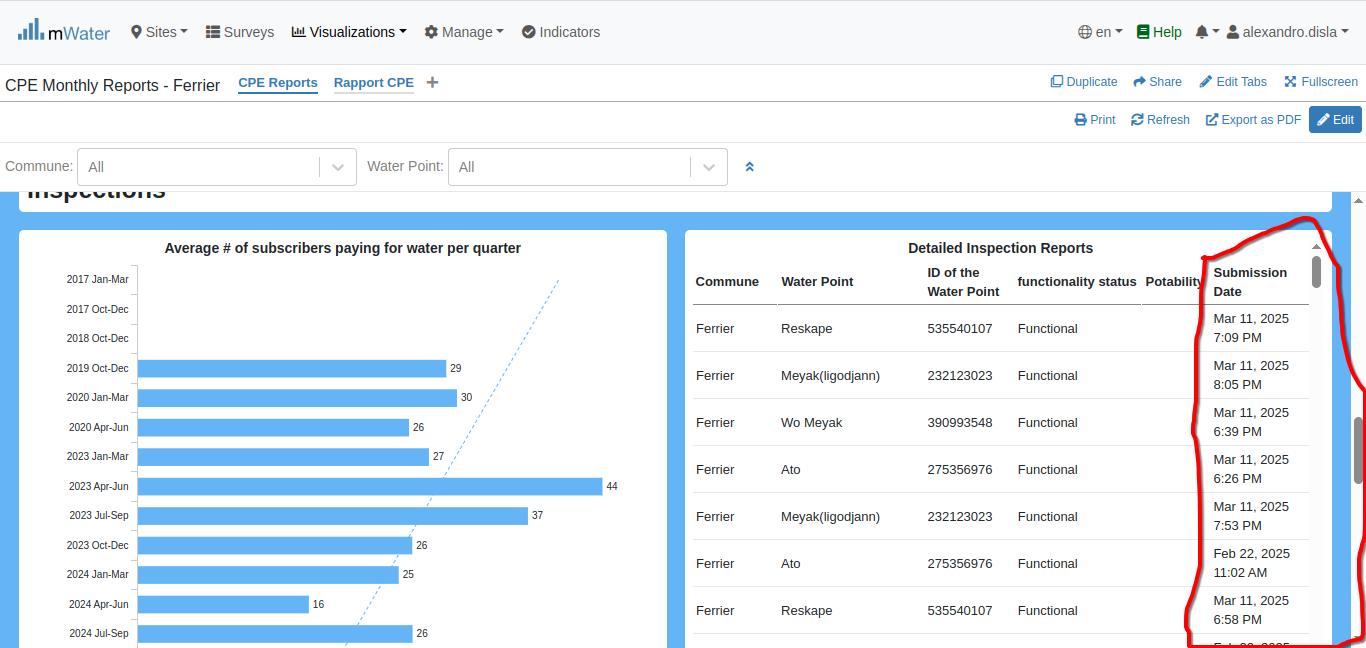 mWater Sites Surveys Visualizations Manage Indicators en Help alexandro.disla
CPE Monthly Reports - Ferrier CPE Reports Rapport CPE + Duplicate Share Edit Tabs Fullscreen
Print Refresh Export as PDF Edit
Commune: All Water Point: All
Inspections
Average # of subscribers paying for water per quarter
2017 Jan-Mar
2017 Oct-Dec
2018 Oct-Dec
2019 Oct-Dec 29
2020 Jan-Mar 30
2020 Apr-Jun 26
2023 Jan-Mar 27
2023 Apr-Jun 44
2023 Jul-Sep 37
2023 Oct-Dec 26
2024 Jan-Mar 25
2024 Apr-Jun 16
2024 Jul-Sep 26
Detailed Inspection Reports
Commune Water Point ID of the Water Point functionality status Potability Submission Date
Ferrier Reskape 535540107 Functional Mar 11, 2025 7:09 PM
Ferrier Meyak(ligodjann) 232123023 Functional Mar 11, 2025 8:05 PM
Ferrier Wo Meyak 390993548 Functional Mar 11, 2025 6:39 PM
Ferrier Ato 275356976 Functional Mar 11, 2025 6:26 PM
Ferrier Meyak(ligodjann) 232123023 Functional Mar 11, 2025 7:53 PM
Ferrier Ato 275356976 Functional Feb 22, 2025 11:02 AM
Ferrier Reskape 535540107 Functional Mar 11, 2025 6:58 PM